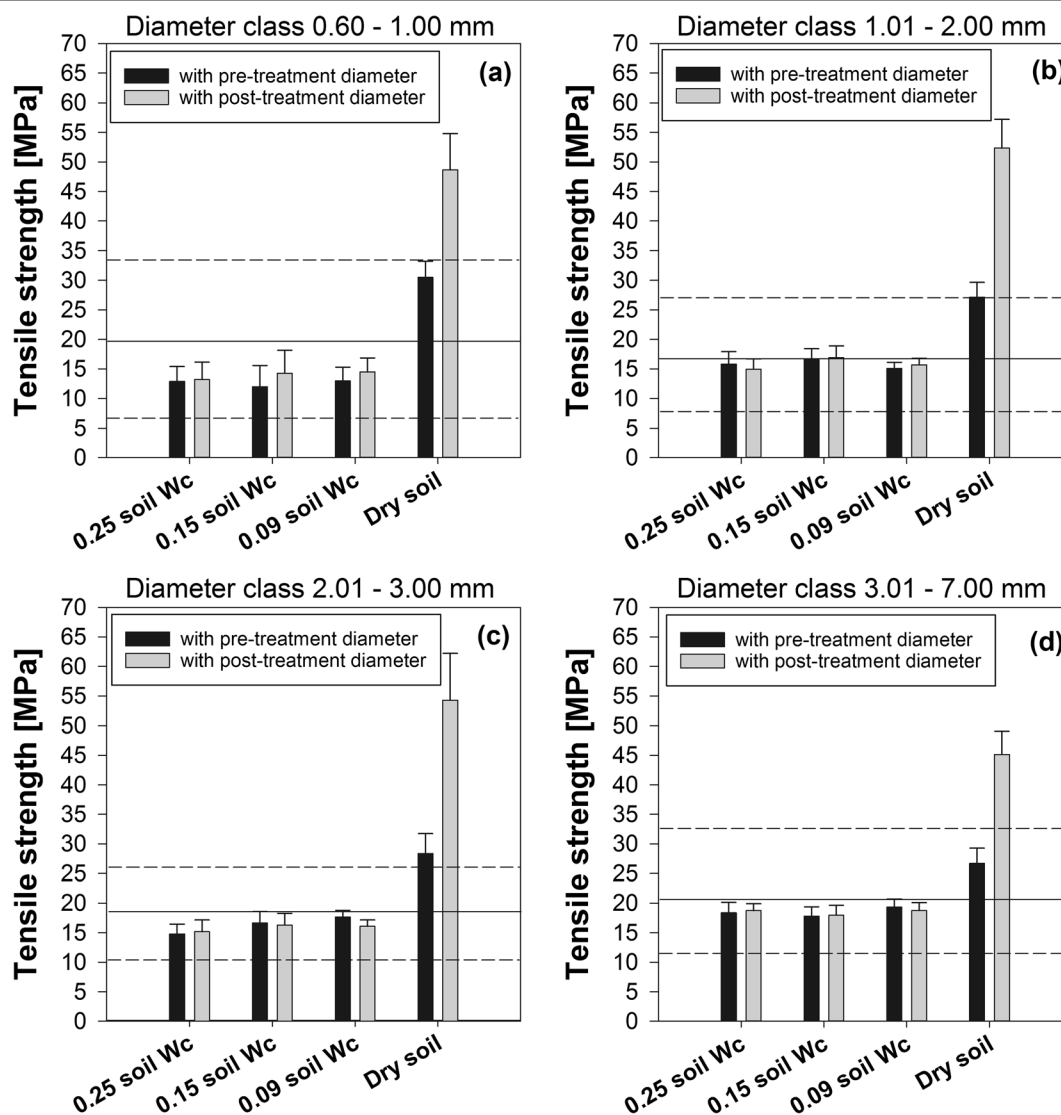 Diameter class 0.60 - 1.00 mm
Tensile strength [MPa]
70
65
60
55
50
45
40
35
30
25
20
15
10
5
0
with pre-treatment diameter
with post-treatment diameter
(a)
0.25 soil Wc
0.15 soil Wc
0.09 soil Wc
Dry soil
Diameter class 1.01 - 2.00 mm
Tensile strength [MPa]
70
65
60
55
50
45
40
35
30
25
20
15
10
5
0
with pre-treatment diameter
with post-treatment diameter
(b)
0.25 soil Wc
0.15 soil Wc
0.09 soil Wc
Dry soil
Diameter class 2.01 - 3.00 mm
Tensile strength [MPa]
70
65
60
55
50
45
40
35
30
25
20
15
10
5
0
with pre-treatment diameter
with post-treatment diameter
(c)
0.25 soil Wc
0.15 soil Wc
0.09 soil Wc
Dry soil
Diameter class 3.01 - 7.00 mm
Tensile strength [MPa]
70
65
60
55
50
45
40
35
30
25
20
15
10
5
0
with pre-treatment diameter
with post-treatment diameter
(d)
0.25 soil Wc
0.15 soil Wc
0.09 soil Wc
Dry soil